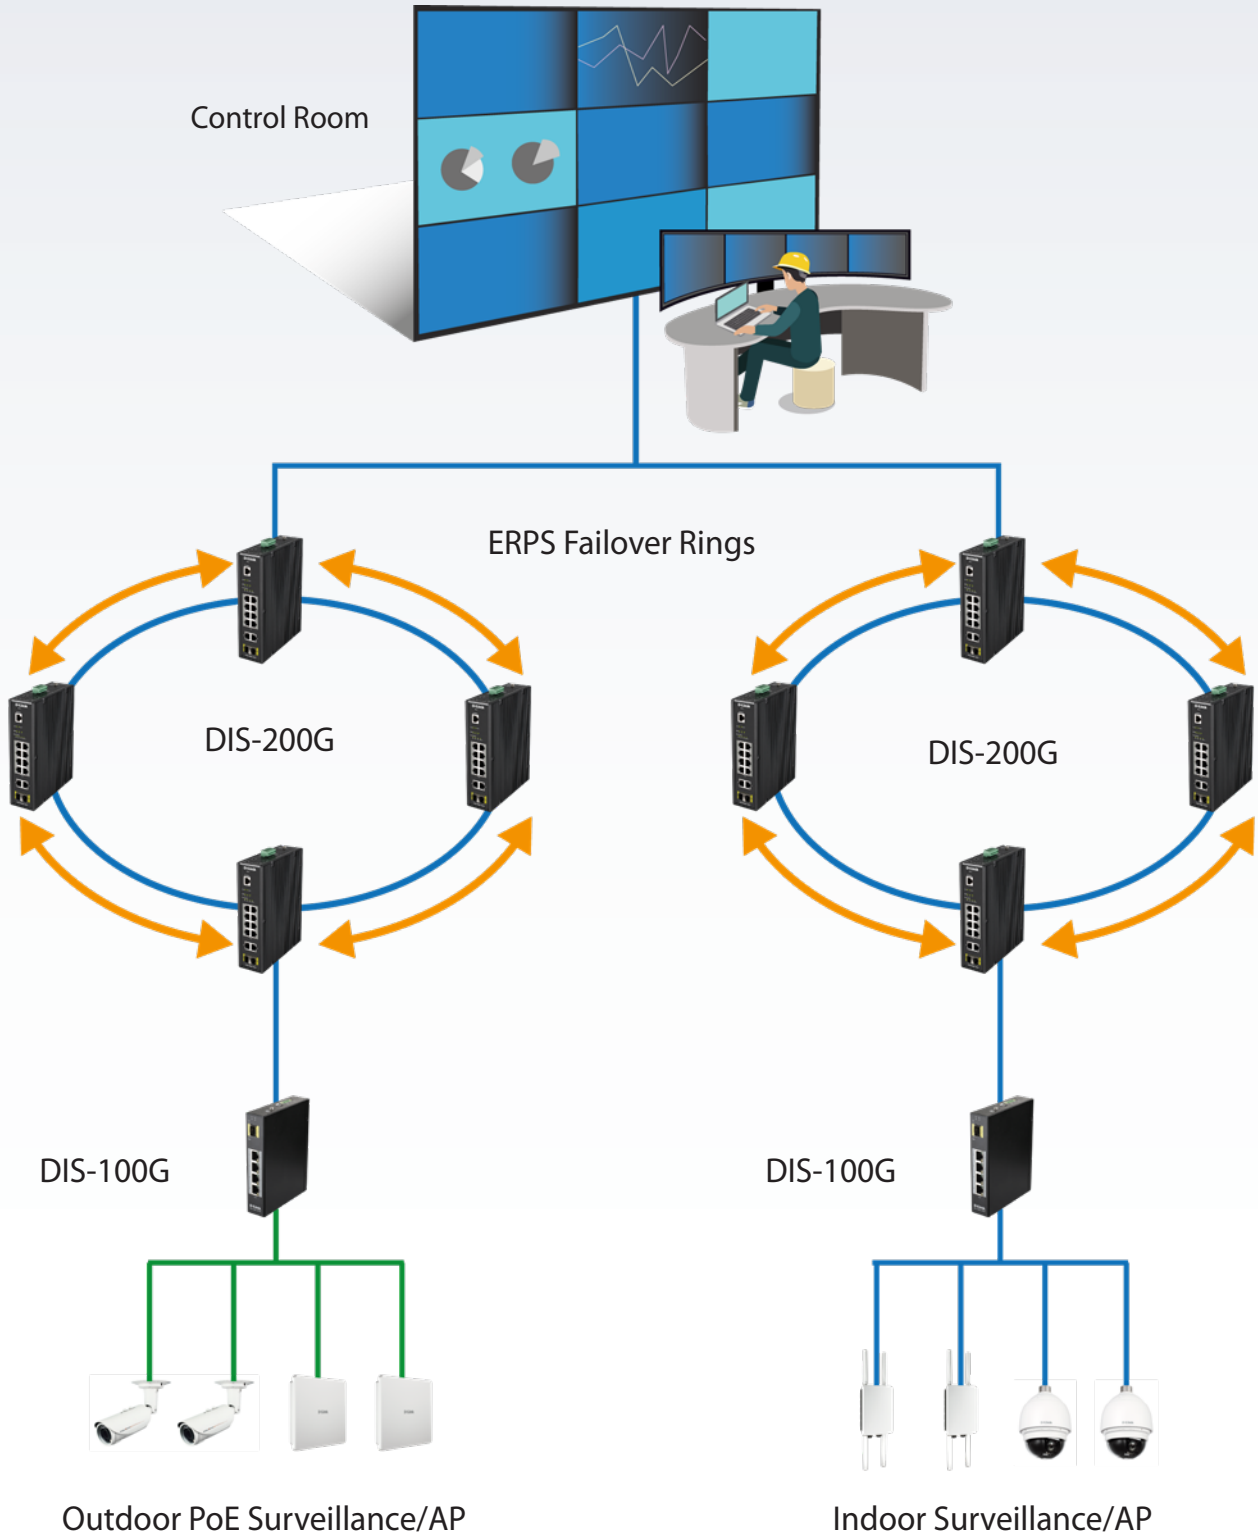 Control Room
ERPS Failover Rings
DIS-200G
DIS-200G
DIS-100G
DIS-100G
Outdoor PoE Surveillance/AP
Indoor Surveillance/AP